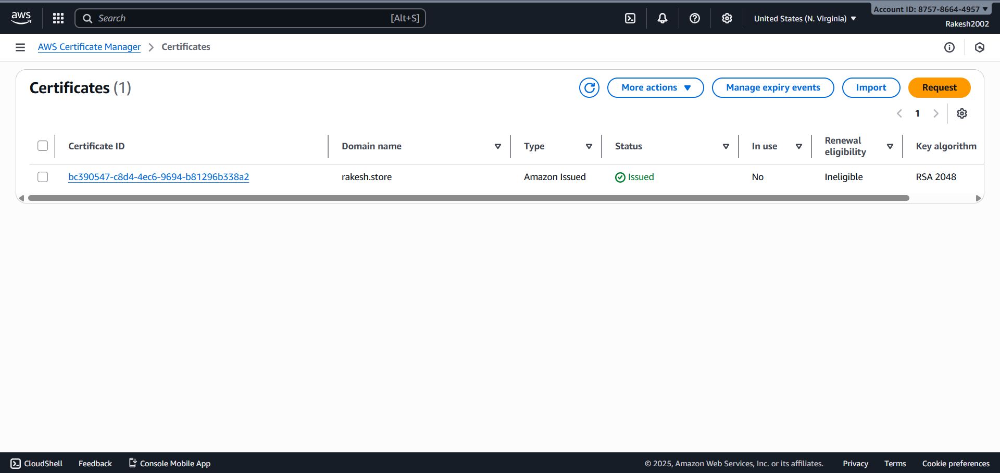 aws
Search [Alt+S]
United States (N. Virginia)
Account ID: 8757-8664-4957
Rakesh2002
AWS Certificate Manager
Certificates
Certificates (1)
More actions
Manage expiry events
Import
Request
1
Certificate ID
Domain name
Type
Status
In use
Renewal
eligibility
Key algorithm
bc390547-c8d4-4ec6-9694-b81296b338a2
rakesh.store
Amazon Issued
Issued
No
Ineligible
RSA 2048
CloudShell
Feedback
Console Mobile App
© 2025, Amazon Web Services, Inc. or its affiliates.
Privacy
Terms
Cookie preferences